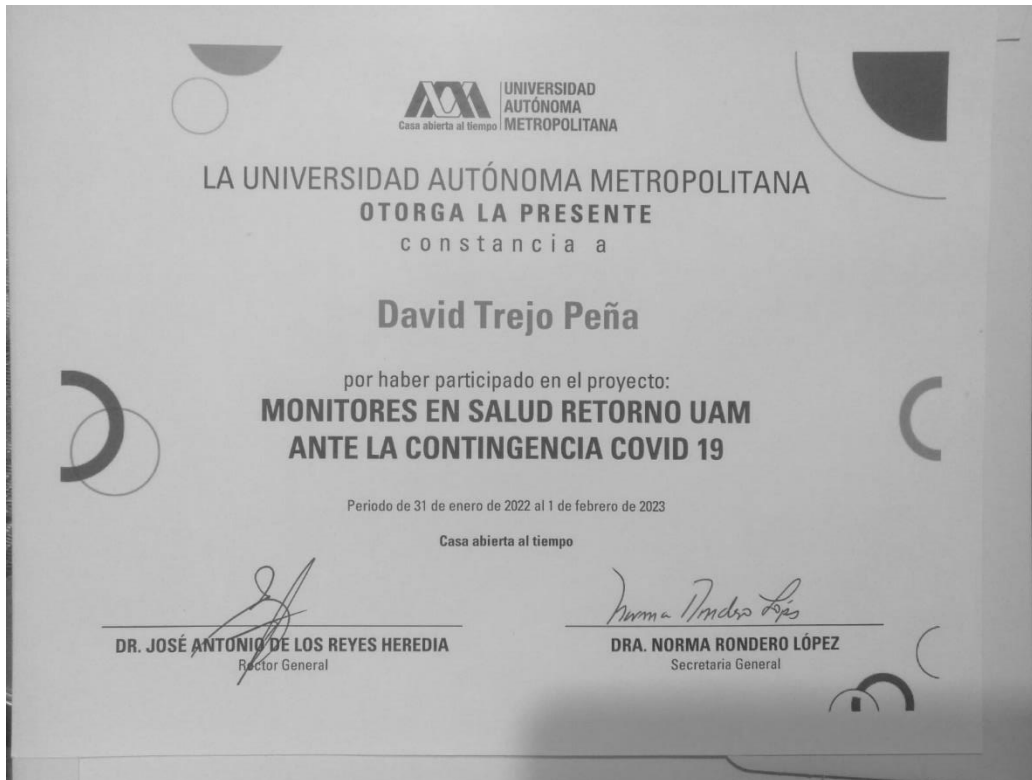 UNIVERSIDAD
AUTÓNOMA
Casa abierta al tiempo METROPOLITANA
LA UNIVERSIDAD AUTÓNOMA METROPOLITANA
OTORGA LA PRESENTE
constancia a
David Trejo Peña
por haber participado en el proyecto:
MONITORES EN SALUD RETORNO UAM
ANTE LA CONTINGENCIA COVID 19
Periodo de 31 de enero de 2022 al 1 de febrero de 2023
Casa abierta al tiempo
Norma Rondero López
DR. JOSÉ ANTONIO DE LOS REYES HEREDIA
Rector General
DRA. NORMA RONDERO LÓPEZ
Secretaria General